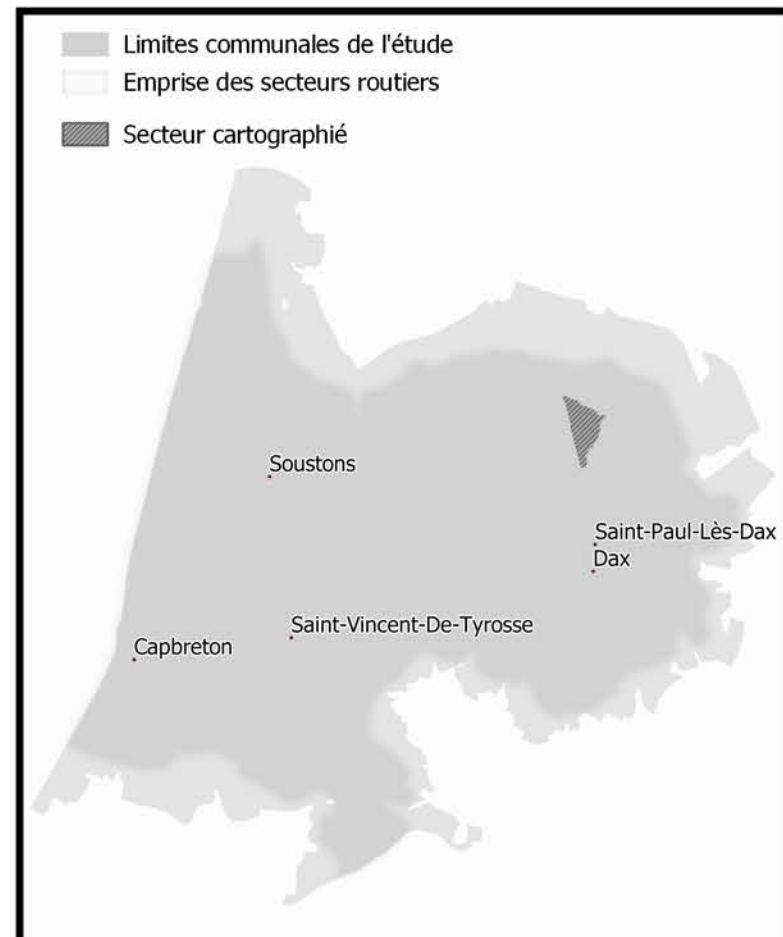 Limites communales de l'étude
Emprise des secteurs routiers
Secteur cartographié
Soustons
Saint-Paul-Lès-Dax
Dax
Saint-Vincent-De-Tyrosse
Capbreton